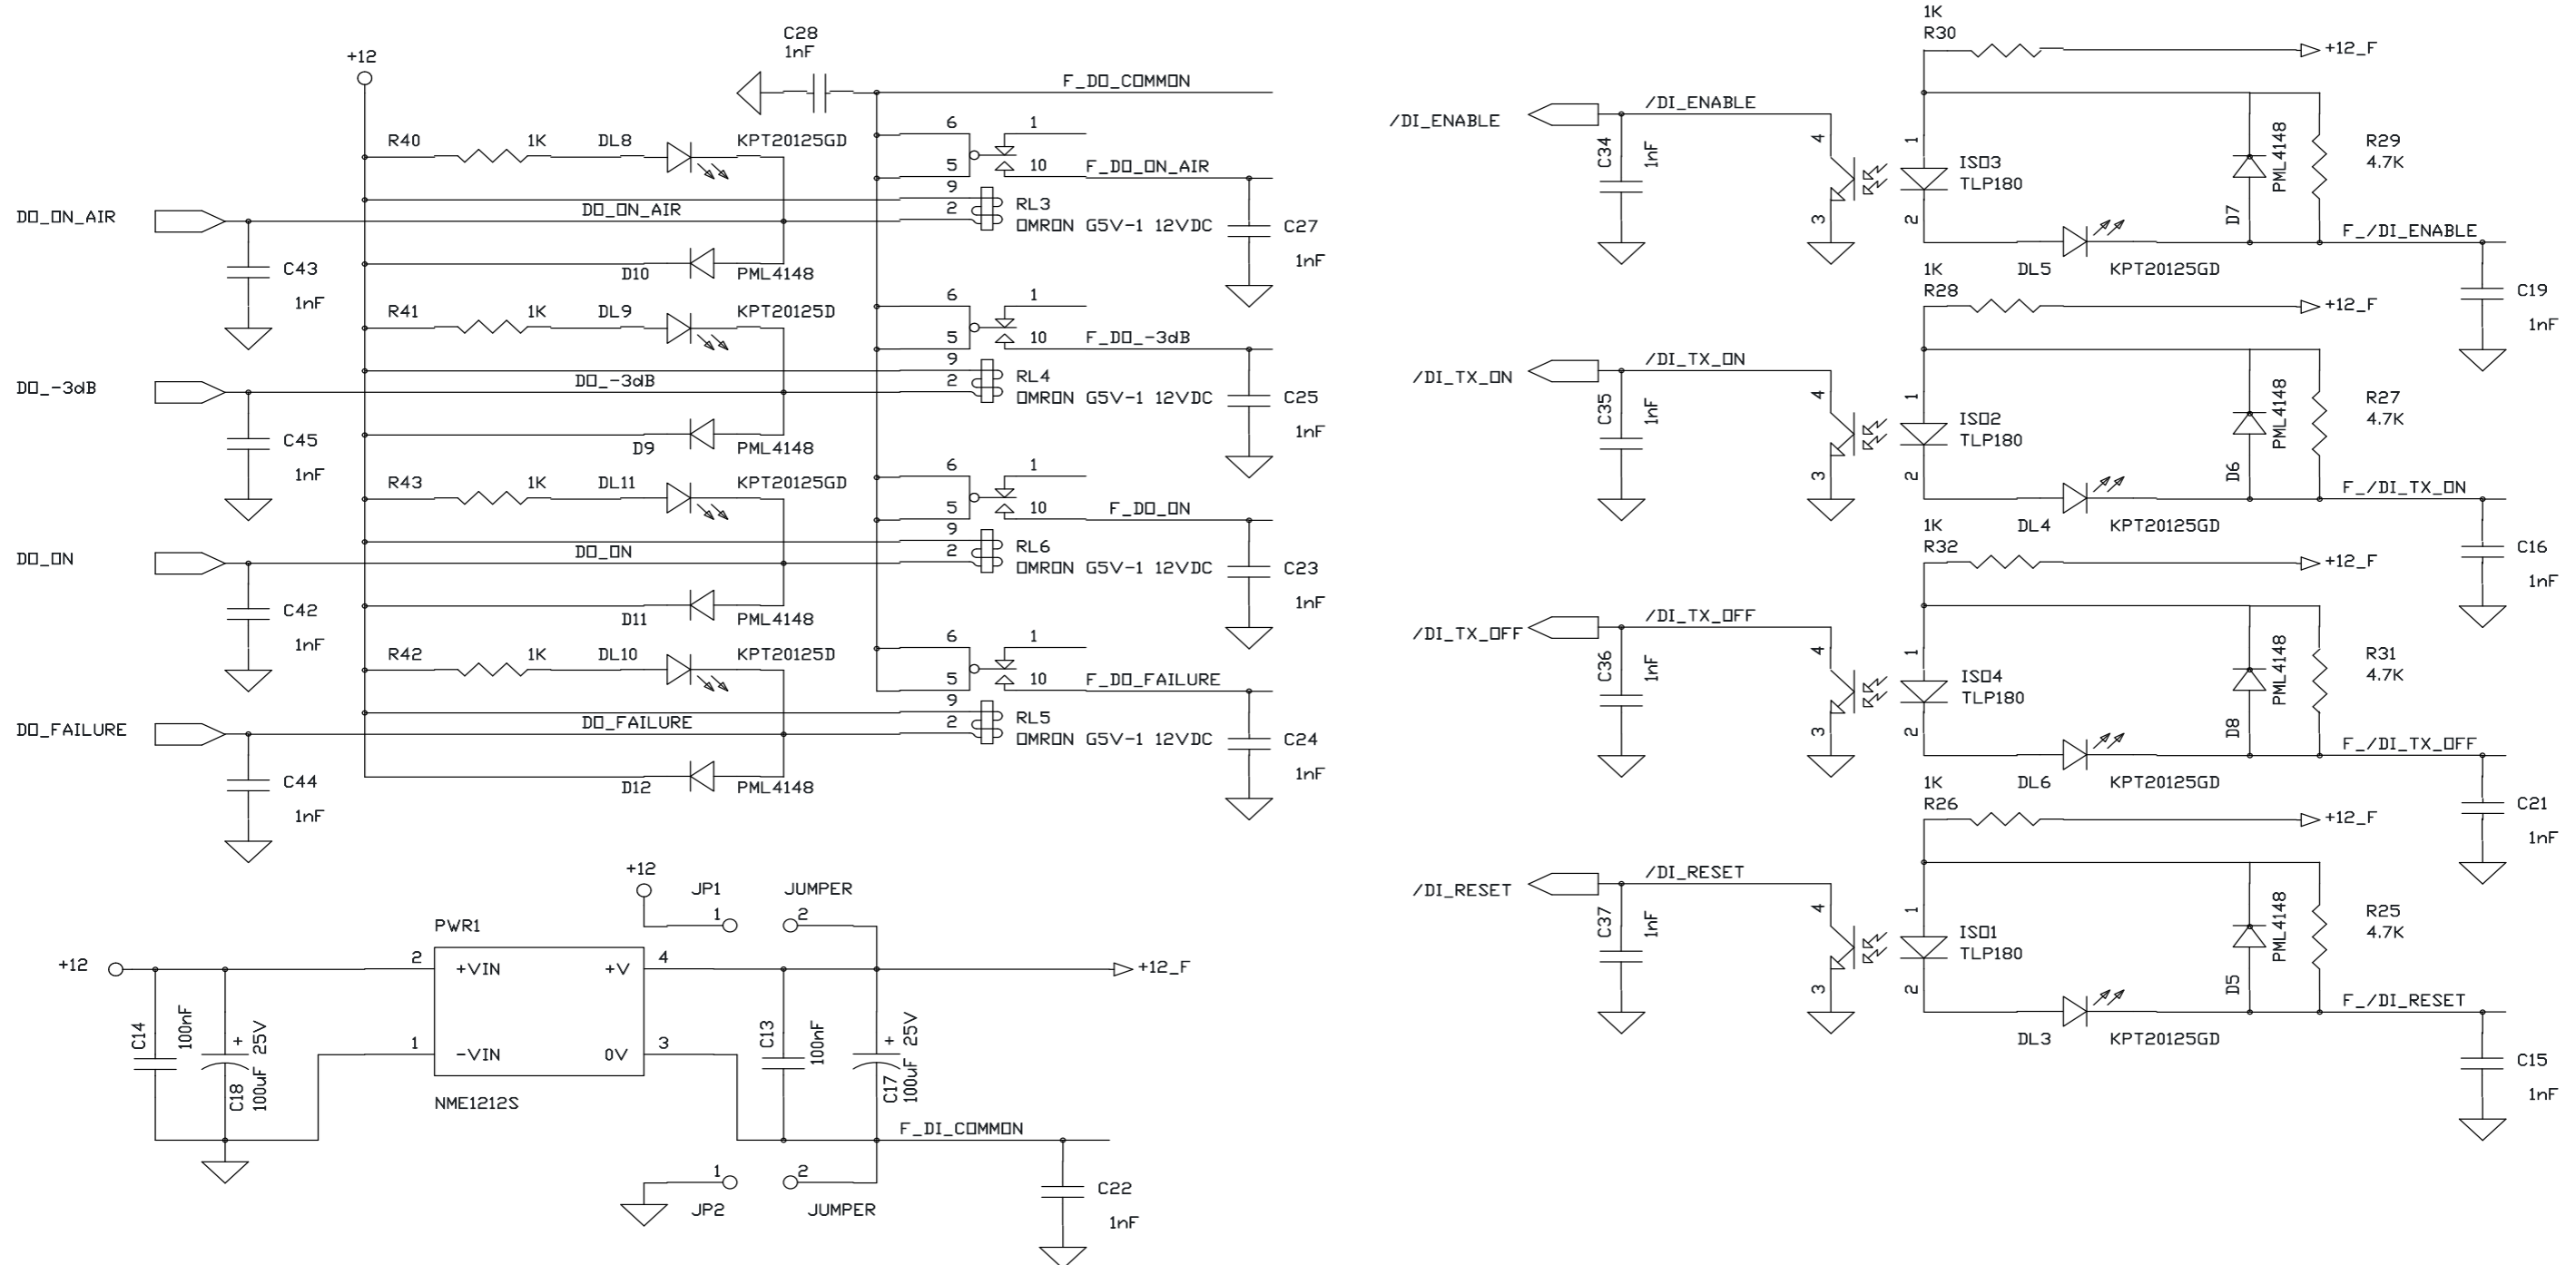 +12
C28
1nF
F_DO_COMMON
R40 1K DL8 KPT20125GD
6 1
5 10 F_DO_ON_AIR
9
DO_ON_AIR DO_ON_AIR 2 RL3
OMRON G5V-1 12VDC C27
1nF
C43 D10 PML4148
1nF
R41 1K DL9 KPT20125D
6 1
5 10 F_DO_-3dB
9
DO_-3dB DO_-3dB 2 RL4
OMRON G5V-1 12VDC C25
1nF
C45 D9 PML4148
1nF
R43 1K DL11 KPT20125GD
6 1
5 10 F_DO_ON
9
DO_ON DO_ON 2 RL6
OMRON G5V-1 12VDC C23
1nF
C42 D11 PML4148
1nF
R42 1K DL10 KPT20125D
6 1
5 10 F_DO_FAILURE
9
DO_FAILURE DO_FAILURE 2 RL5
OMRON G5V-1 12VDC C24
1nF
C44 D12 PML4148
1nF
+12 JP1 JUMPER
1 2
PWR1
+12 2 +VIN +V 4 +12_F
C14 100nF
C18 100uF + 25V
1 -VIN 0V 3
C13 100nF
C17 100uF + 25V
NME1212S
F_DI_COMMON
1 2
JP2 JUMPER
C22
1nF
1K
R30 +12_F
/DI_ENABLE /DI_ENABLE
C34 1nF
4 1
3 2
ISO3
TLP180
D7 PML4148
R29
4.7K
F_/DI_ENABLE
DL5 KPT20125GD
C19
1nF
1K
R28 +12_F
/DI_TX_ON /DI_TX_ON
C35 1nF
4 1
3 2
ISO2
TLP180
D6 PML4148
R27
4.7K
F_/DI_TX_ON
DL4 KPT20125GD
C16
1nF
1K
R32 +12_F
/DI_TX_OFF /DI_TX_OFF
C36 1nF
4 1
3 2
ISO4
TLP180
D8 PML4148
R31
4.7K
F_/DI_TX_OFF
DL6 KPT20125GD
C21
1nF
1K
R26 +12_F
/DI_RESET /DI_RESET
C37 1nF
4 1
3 2
ISO1
TLP180
D5 PML4148
R25
4.7K
F_/DI_RESET
DL3 KPT20125GD
C15
1nF